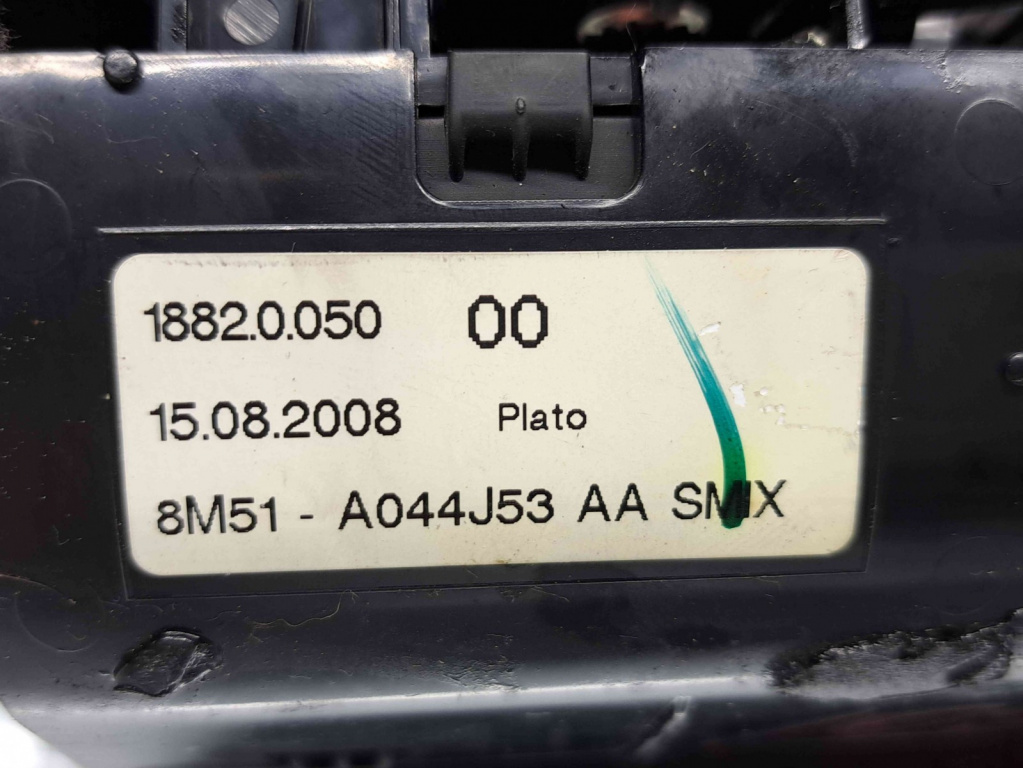 1882.0.050 00
15.08.2008 Plato
8M51 - A044J53 AA SMIX